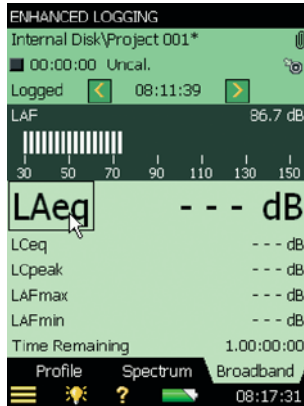 ENHANCED LOGGING
Internal Disk\Project 001*
00:00:00 Uncal.
Logged < 08:11:39 >
LAF 86.7 dB
30 50 70 90 110 130 150
LAeq - - - dB
LCeq - - - dB
LCpeak - - - dB
LAFmax - - - dB
LAFmin - - - dB
Time Remaining 1.00:00:00
Profile Spectrum Broadband
? 08:17:31